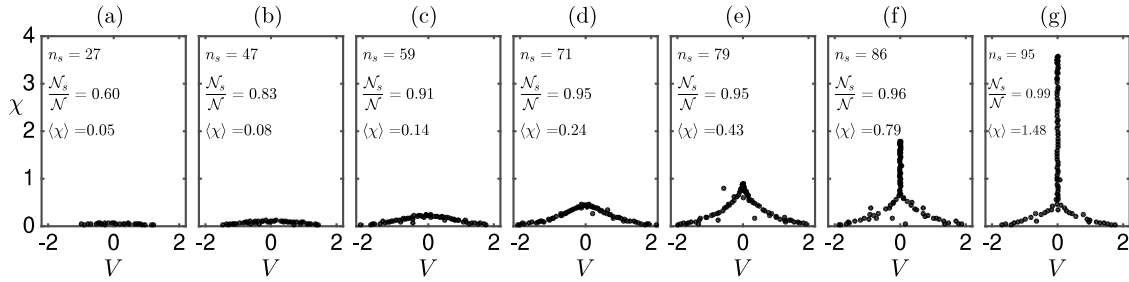 (a) (b) (c) (d) (e) (f) (g)
4 n_s = 27 n_s = 47 n_s = 59 n_s = 71 n_s = 79 n_s = 86 n_s = 95
3 𝒩_s/𝒩 = 0.60 𝒩_s/𝒩 = 0.83 𝒩_s/𝒩 = 0.91 𝒩_s/𝒩 = 0.95 𝒩_s/𝒩 = 0.95 𝒩_s/𝒩 = 0.96 𝒩_s/𝒩 = 0.99
χ 2 ⟨χ⟩ =0.05 ⟨χ⟩ =0.08 ⟨χ⟩ =0.14 ⟨χ⟩ =0.24 ⟨χ⟩ =0.43 ⟨χ⟩ =0.79 ⟨χ⟩ =1.48
1
0
-2 0 2 -2 0 2 -2 0 2 -2 0 2 -2 0 2 -2 0 2 -2 0 2
V V V V V V V